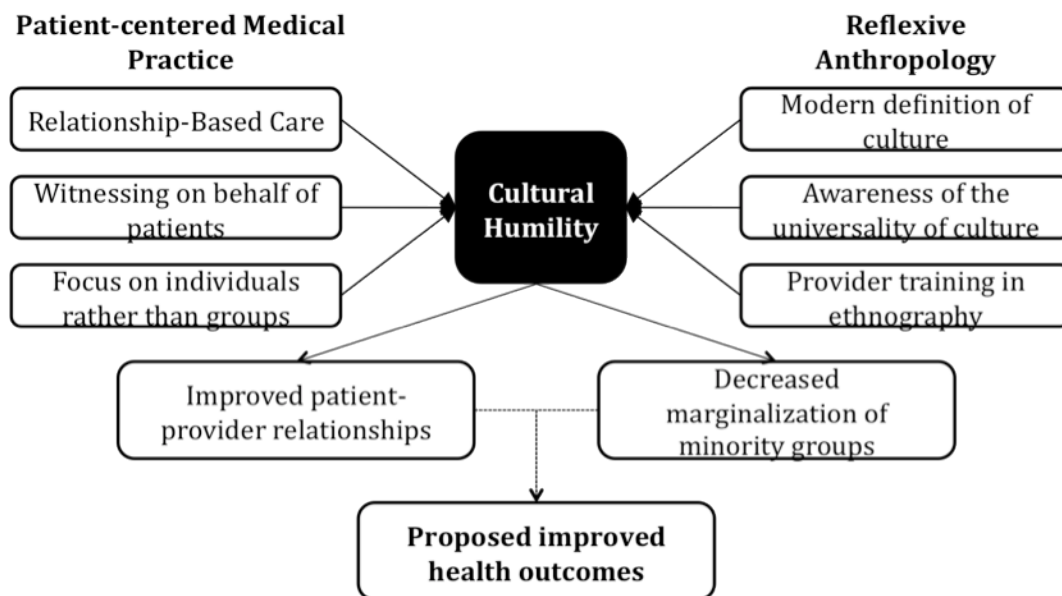 Patient-centered Medical
Practice
Relationship-Based Care
Witnessing on behalf of
patients
Focus on individuals
rather than groups
Cultural
Humility
Reflexive
Anthropology
Modern definition of
culture
Awareness of the
universality of culture
Provider training in
ethnography
Improved patient-
provider relationships
Decreased
marginalization of
minority groups
Proposed improved
health outcomes